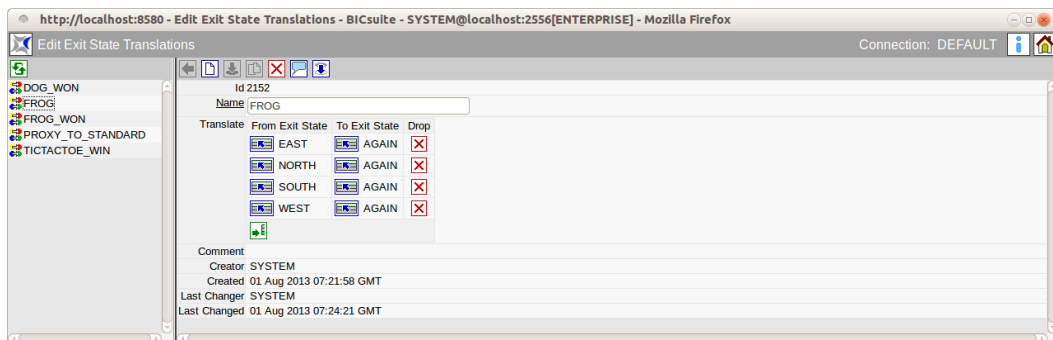 http://localhost:8580 - Edit Exit State Translations - BICsuite - SYSTEM@localhost:2556[ENTERPRISE] - Mozilla Firefox
Edit Exit State Translations
Connection: DEFAULT
DOG_WON
FROG
FROG_WON
PROXY_TO_STANDARD
TICTACTOE_WIN
Id 2152
Name FROG
Translate From Exit State To Exit State Drop
EAST AGAIN
NORTH AGAIN
SOUTH AGAIN
WEST AGAIN
Comment
Creator SYSTEM
Created 01 Aug 2013 07:21:58 GMT
Last Changer SYSTEM
Last Changed 01 Aug 2013 07:24:21 GMT